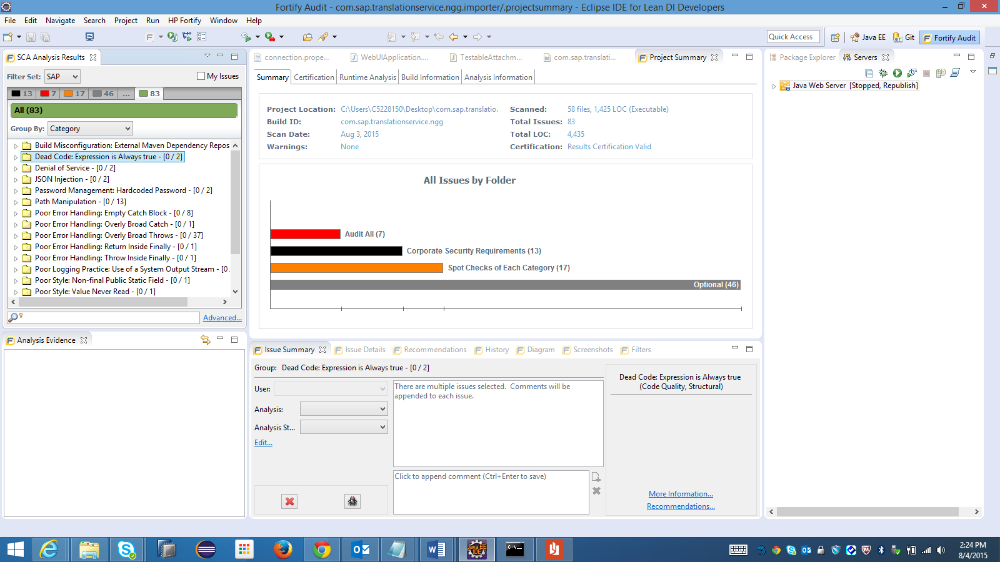 Fortify Audit - com.sap.translationservice.ngg.importer/.projectsummary - Eclipse IDE for Lean DI Developers
File Edit Navigate Search Project Run HP Fortify Window Help
Quick Access
Java EE
Git
Fortify Audit
SCA Analysis Results
Filter Set: SAP
My Issues
13 7 17 46 ... 83
All (83)
Group By: Category
Build Misconfiguration: External Maven Dependency Repos
Dead Code: Expression is Always true - [0 / 2]
Denial of Service - [0 / 2]
JSON Injection - [0 / 2]
Password Management: Hardcoded Password - [0 / 2]
Path Manipulation - [0 / 13]
Poor Error Handling: Empty Catch Block - [0 / 8]
Poor Error Handling: Overly Broad Catch - [0 / 1]
Poor Error Handling: Overly Broad Throws - [0 / 37]
Poor Error Handling: Return Inside Finally - [0 / 1]
Poor Error Handling: Throw Inside Finally - [0 / 1]
Poor Logging Practice: Use of a System Output Stream - [0
Poor Style: Non-final Public Static Field - [0 / 1]
Poor Style: Value Never Read - [0 / 1]
Advanced...
Analysis Evidence
connection.prope... WebUIApplication.... TestableAttachm... com.sap.translati... Project Summary
Summary Certification Runtime Analysis Build Information Analysis Information
Project Location: C:\Users\C5228150\Desktop\com.sap.translatio. Scanned: 58 files, 1,425 LOC (Executable)
Build ID: com.sap.translationservice.ngg Total Issues: 83
Scan Date: Aug 3, 2015 Total LOC: 4,435
Warnings: None Certification: Results Certification Valid
All Issues by Folder
Audit All (7)
Corporate Security Requirements (13)
Spot Checks of Each Category (17)
Optional (46)
Issue Summary Issue Details Recommendations History Diagram Screenshots Filters
Group: Dead Code: Expression is Always true - [0 / 2]
User:
Analysis:
Analysis St...
Edit...
There are multiple issues selected. Comments will be
appended to each issue.
Click to append comment (Ctrl+Enter to save)
Dead Code: Expression is Always true
(Code Quality, Structural)
More Information...
Recommendations...
Package Explorer Servers
Java Web Server [Stopped, Republish]
Java EE
IDE
2:24 PM
8/4/2015